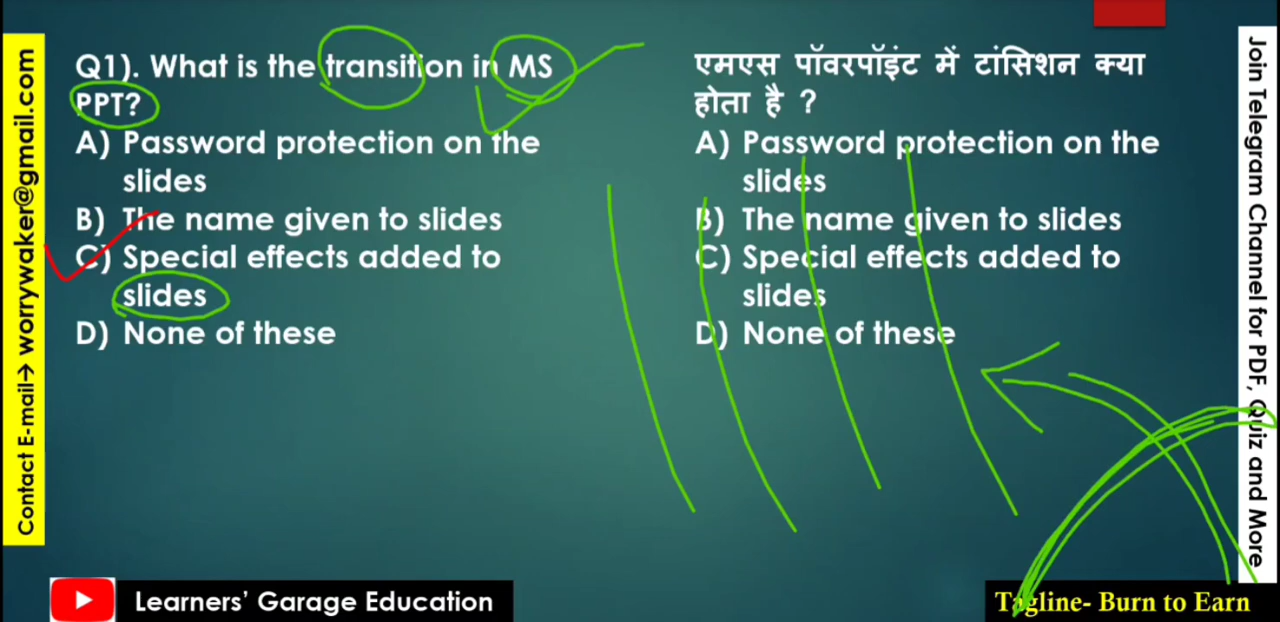 Contact E-mail→ worrywaker@gmail.com
Q1). What is the transition in MS
PPT?
A) Password protection on the
slides
B) The name given to slides
C) Special effects added to
slides
D) None of these
एमएस पॉवरपॉइंट में टांसिशन क्या
होता है ?
A) Password protection on the
slides
B) The name given to slides
C) Special effects added to
slides
D) None of these
Join Telegram Channel for PDF, Quiz and More
Learners’ Garage Education
Tagline- Burn to Earn